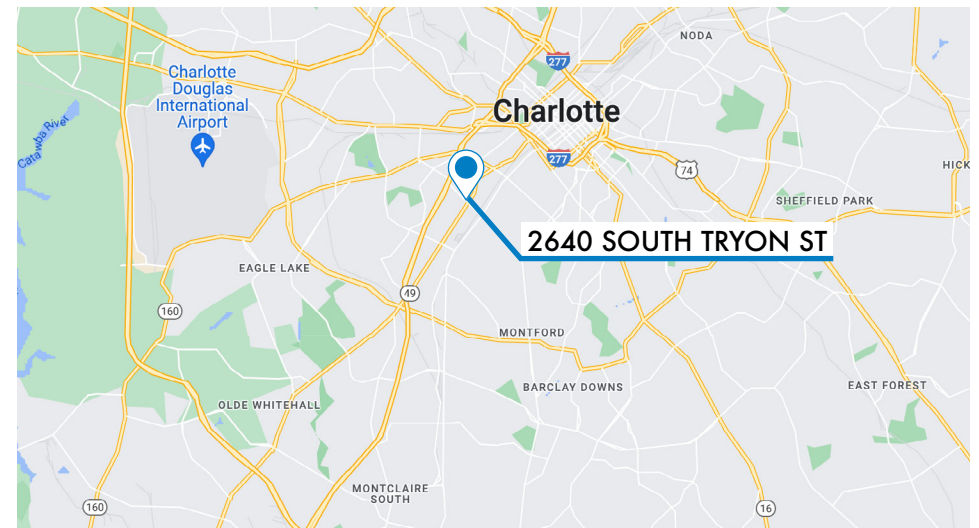 NODA
277
Charlotte
Douglas
International
Airport
Charlotte
Catawba River
277
74
HICK
SHEFFIELD PARK
2640 SOUTH TRYON ST
EAGLE LAKE
49
160
MONTFORD
BARCLAY DOWNS
EAST FOREST
OLDE WHITEHALL
MONTCLAIRE
SOUTH
160
16